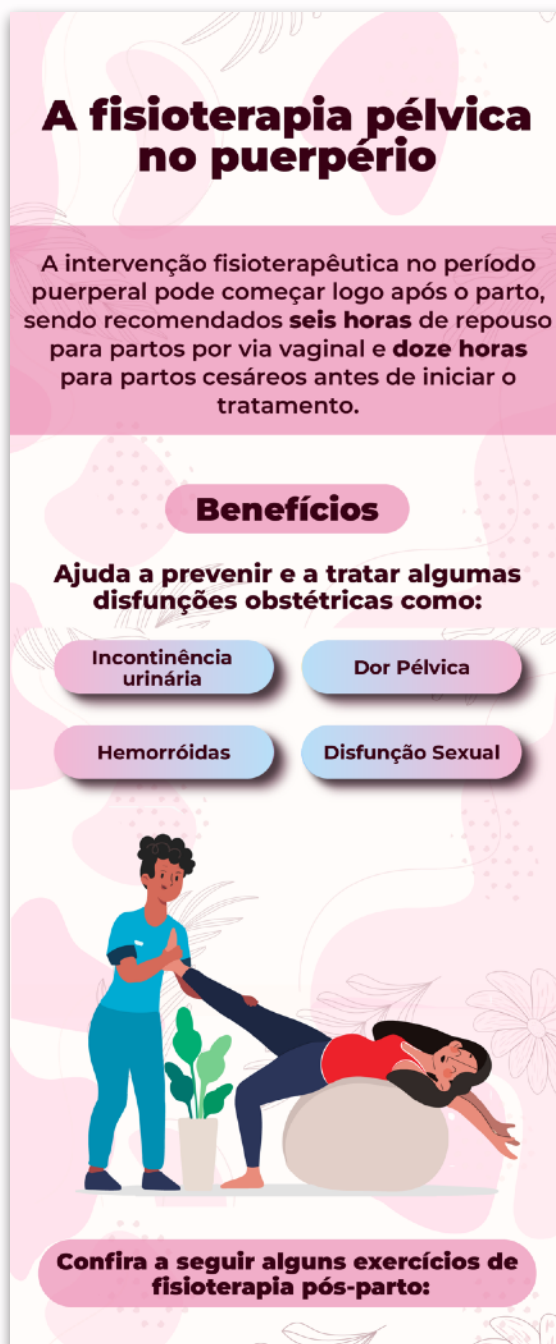 A fisioterapia pélvica
no puerpério
A intervenção fisioterapêutica no período
puerperal pode começar logo após o parto,
sendo recomendados seis horas de repouso
para partos por via vaginal e doze horas
para partos cesáreos antes de iniciar o
tratamento.
Benefícios
Ajuda a prevenir e a tratar algumas
disfunções obstétricas como:
Incontinência
urinária
Dor Pélvica
Hemorróidas
Disfunção Sexual
Confira a seguir alguns exercícios de
fisioterapia pós-parto: